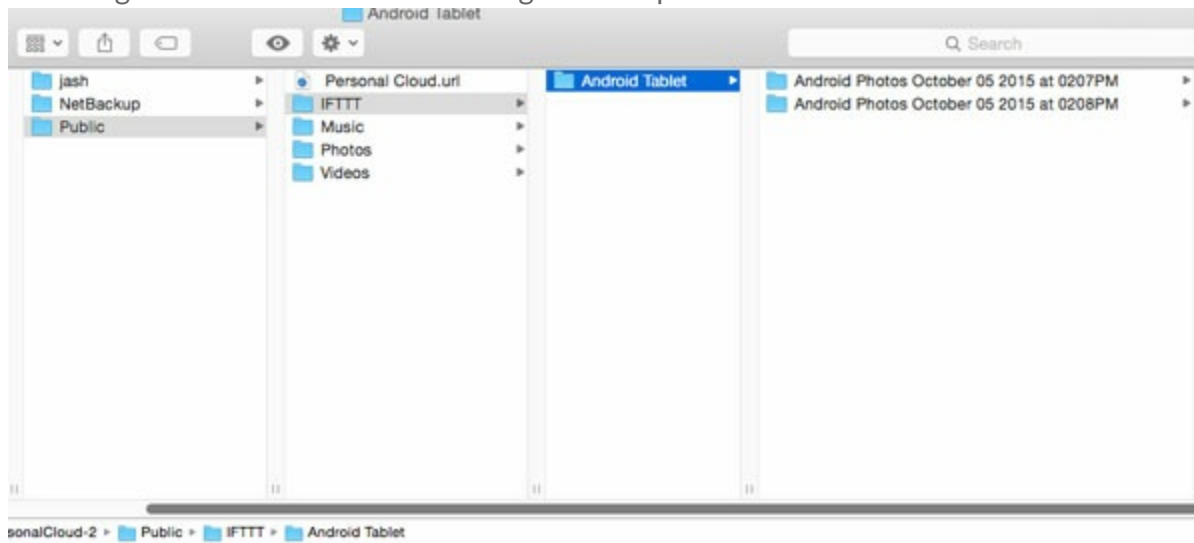 Android Tablet
Search
jash
NetBackup
Public
Personal Cloud.url
IFTTT
Music
Photos
Videos
Android Tablet
Android Photos October 05 2015 at 0207PM
Android Photos October 05 2015 at 0208PM
sonalCloud-2 ▸ Public ▸ IFTTT ▸ Android Tablet